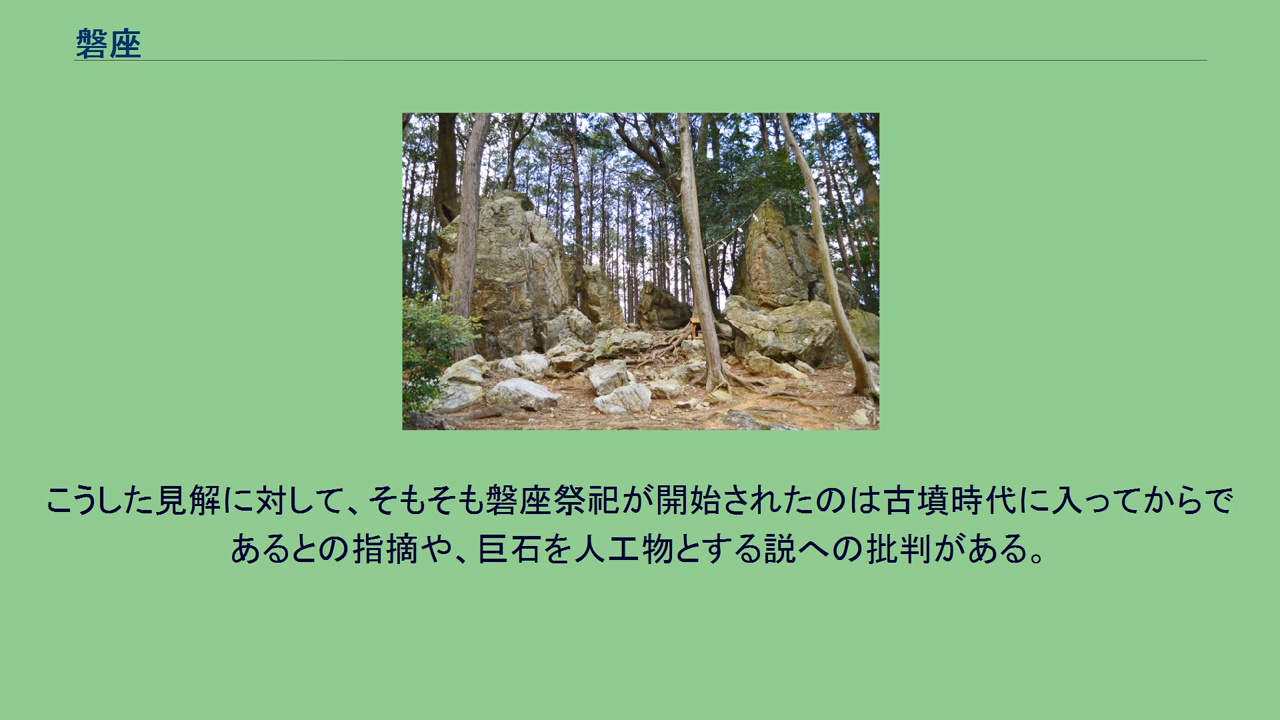 磐座
こうした見解に対して、そもそも磐座祭祀が開始されたのは古墳時代に入ってからで
あるとの指摘や、巨石を人工物とする説への批判がある。